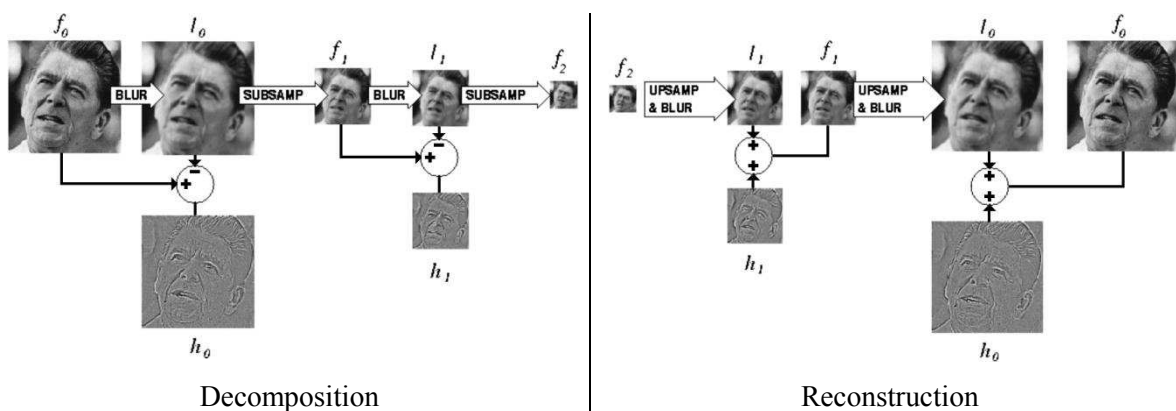 f₀ l₀ f₁ l₁ f₂
BLUR SUBSAMP BLUR SUBSAMP
− +
− +
h₁
h₀
Decomposition
f₂ l₁ f₁ l₀ f₀
UPSAMP & BLUR
UPSAMP & BLUR
+ +
+ +
h₁
h₀
Reconstruction